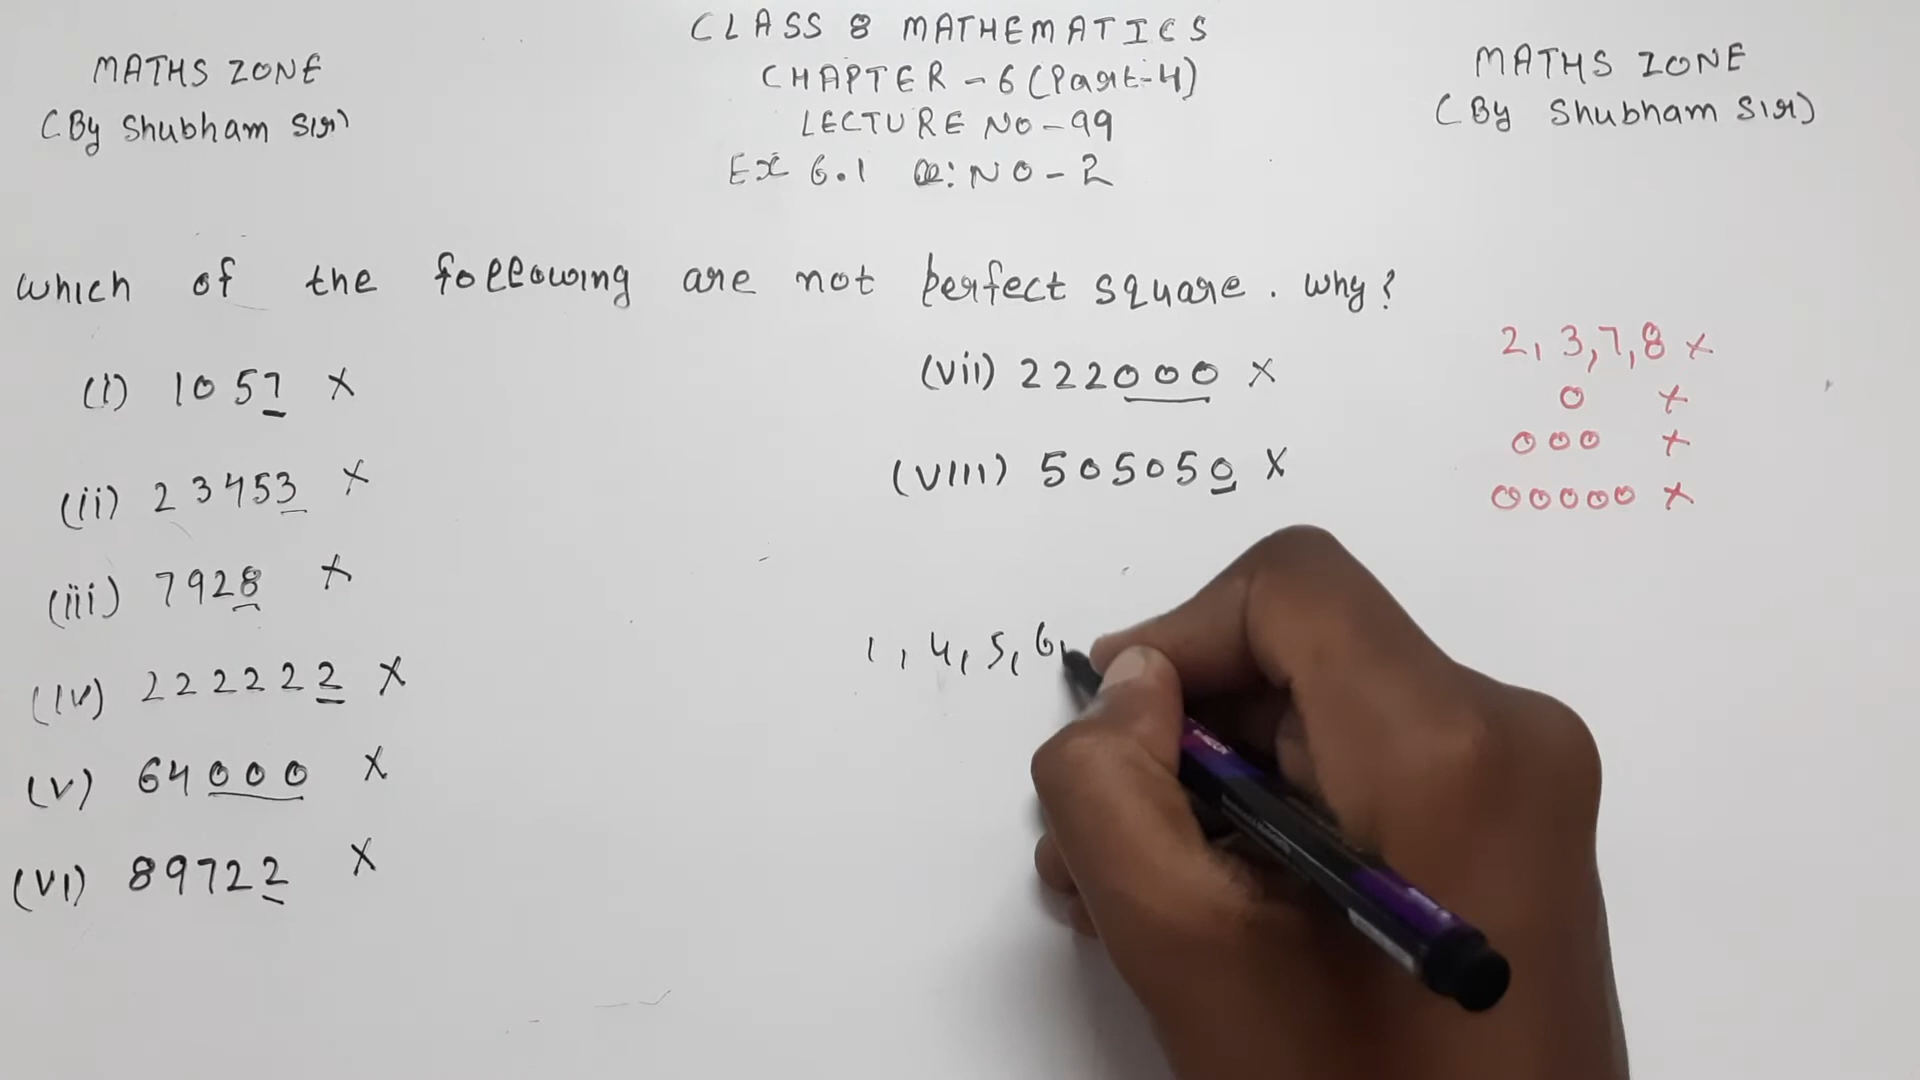 CLASS 8 MATHEMATICS
CHAPTER - 6 (Part-4)
LECTURE NO - 99
Ex 6.1 Q: NO - 2
MATHS ZONE
(By Shubham Sir)
MATHS ZONE
(By Shubham Sir)
Which of the following are not perfect square. Why?
(i) 1057 ×
(ii) 23453 ×
(iii) 7928 ×
(iv) 222222 ×
(v) 64000 ×
(vi) 89722 ×
(vii) 222000 ×
(viii) 505050 ×
1, 4, 5, 6,
2, 3, 7, 8 ×
0 ×
000 ×
00000 ×